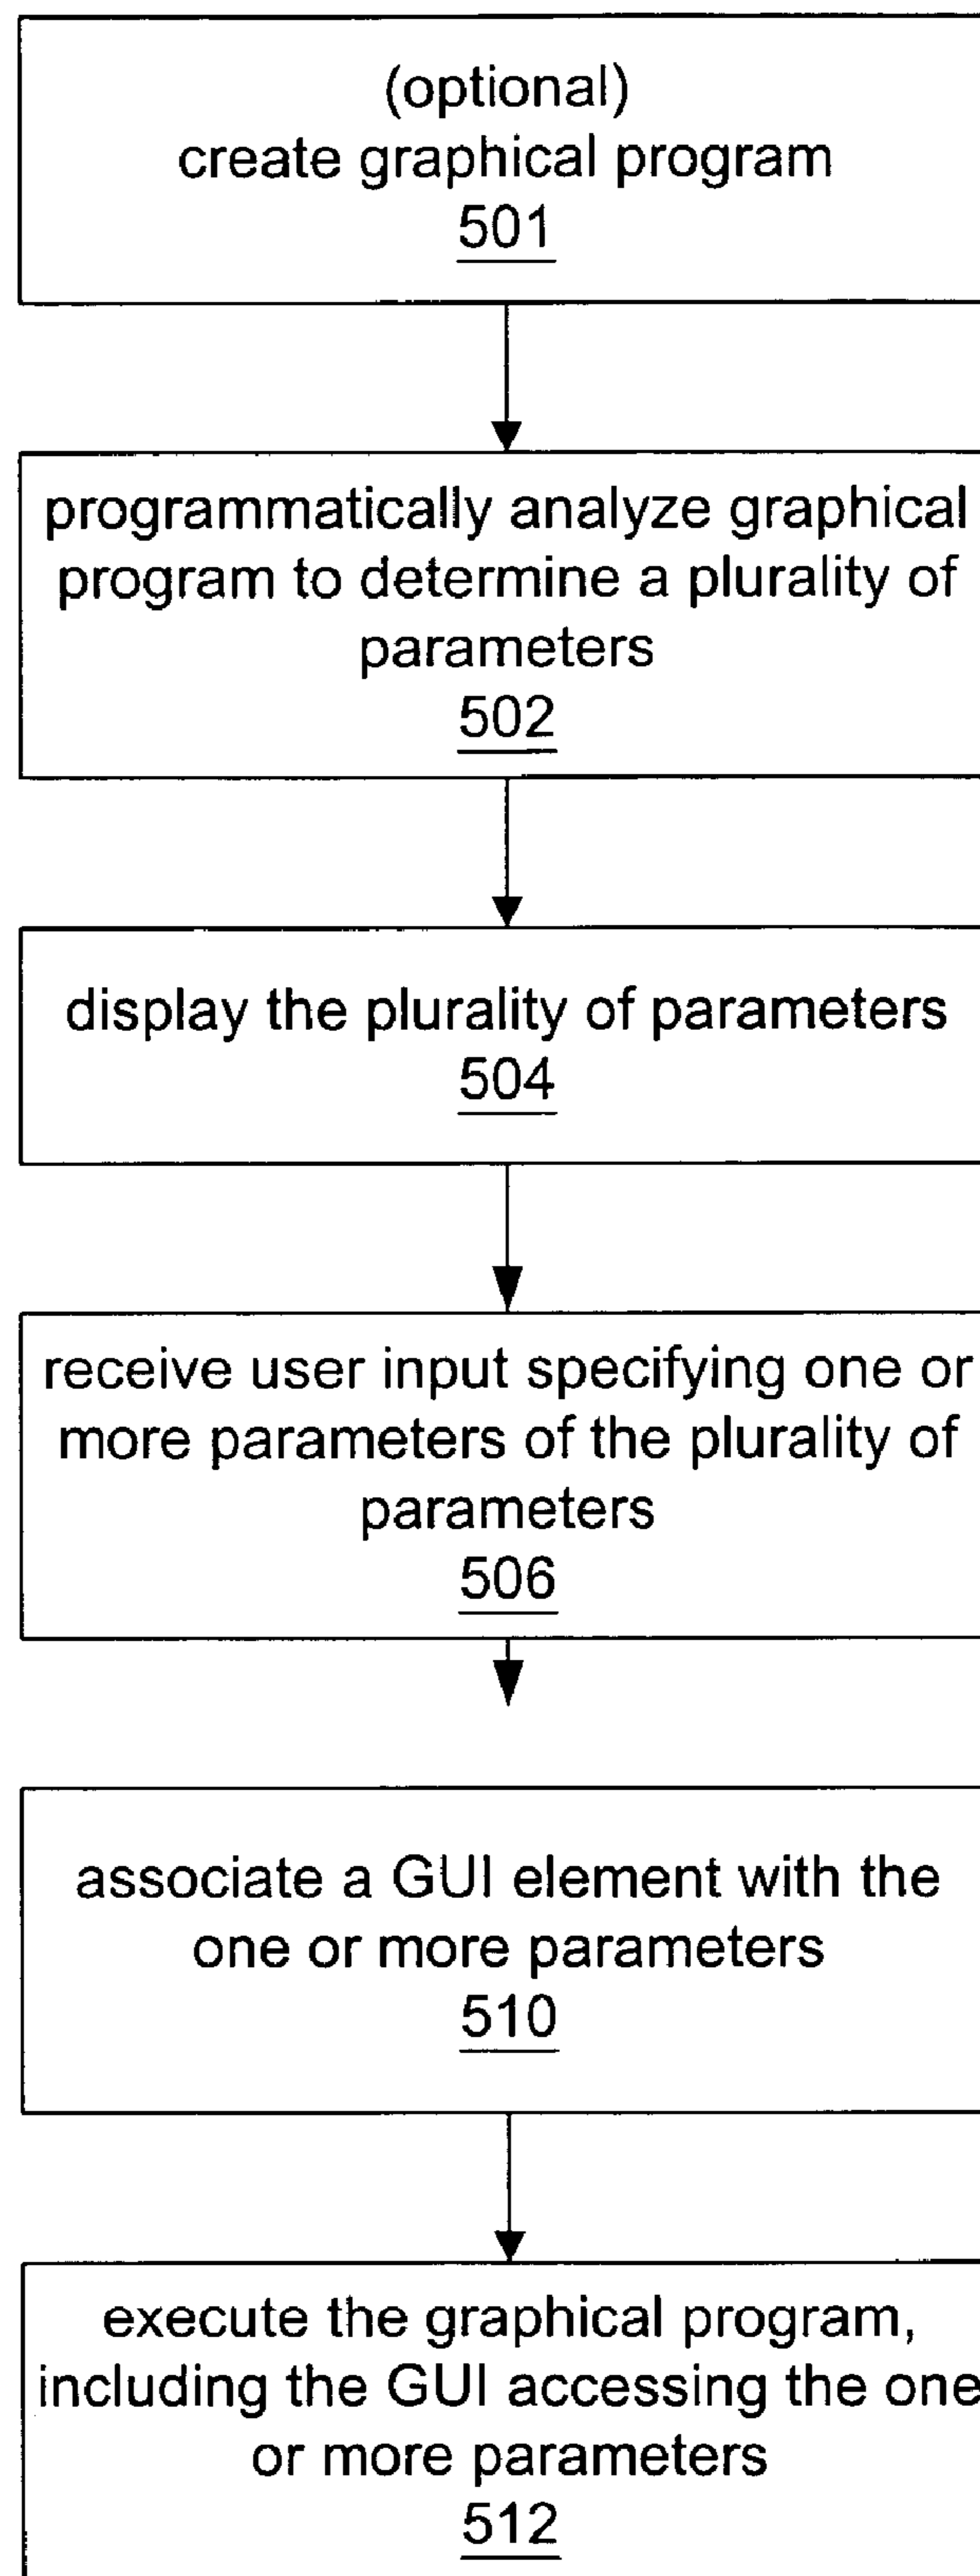 (optional)
create graphical program
501
programmatically analyze graphical
program to determine a plurality of
parameters
502
display the plurality of parameters
504
receive user input specifying one or
more parameters of the plurality of
parameters
506
associate a GUI element with the
one or more parameters
510
execute the graphical program,
including the GUI accessing the one
or more parameters
512